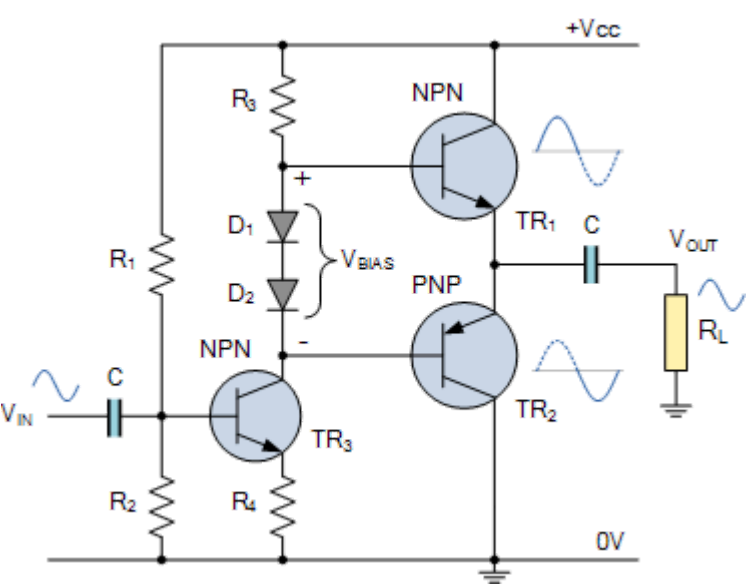 +Vcc
NPN
R3
+
TR1
C
VOUT
D1
R1
VBIAS
D2
PNP
RL
-
NPN
C
VIN
TR2
TR3
R2
R4
0V